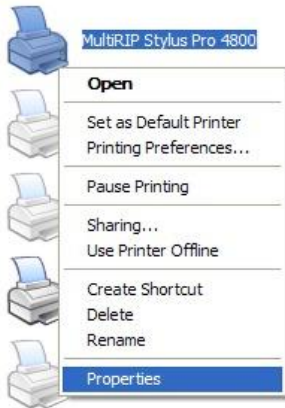 MultiRIP Stylus Pro 4800
Open
Set as Default Printer
Printing Preferences...
Pause Printing
Sharing...
Use Printer Offline
Create Shortcut
Delete
Rename
Properties